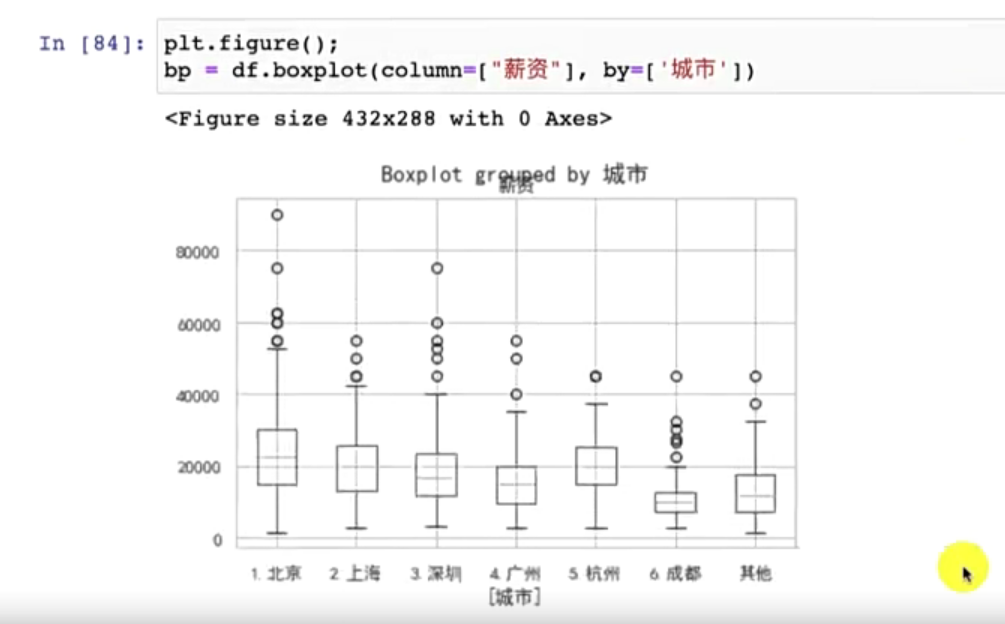 In [84]: plt.figure();
bp = df.boxplot(column=["薪资"], by=['城市'])
<Figure size 432x288 with 0 Axes>
Boxplot grouped by 城市
薪资
80000
60000
40000
20000
0
1. 北京 2 上海 3. 深圳 4. 广州 5 杭州 6. 成都 其他
[城市]